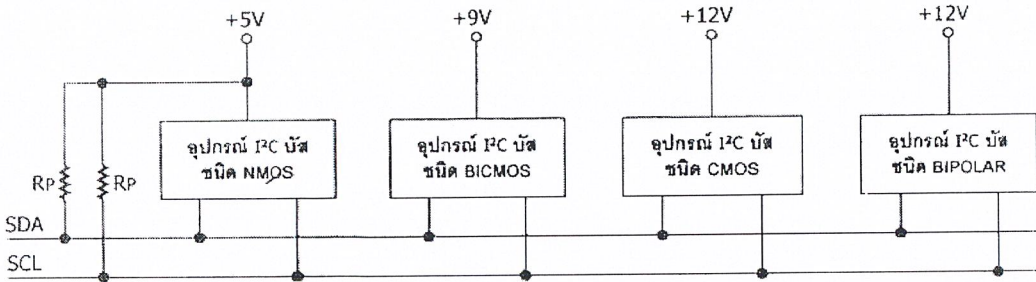 +5V
+9V
+12V
+12V
อุปกรณ์ I²C บัส
ชนิด NMOS
อุปกรณ์ I²C บัส
ชนิด BICMOS
อุปกรณ์ I²C บัส
ชนิด CMOS
อุปกรณ์ I²C บัส
ชนิด BIPOLAR
RP
RP
SDA
SCL